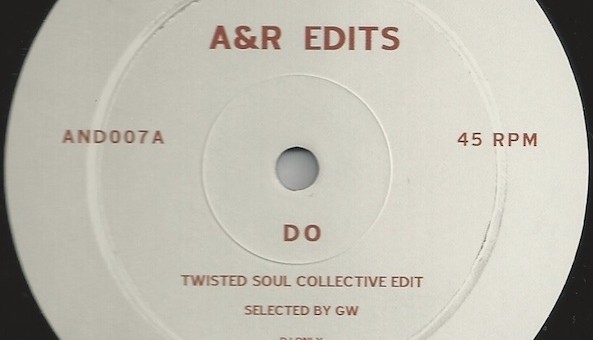 A&R EDITS
AND007A
45 RPM
DO
TWISTED SOUL COLLECTIVE EDIT
SELECTED BY GW